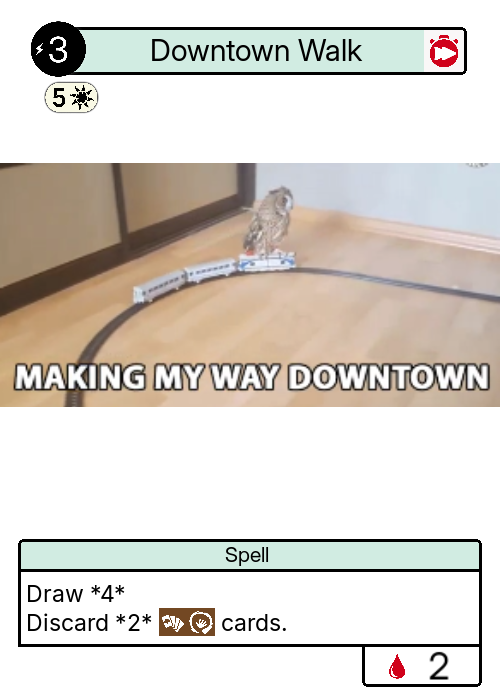 3
Downtown Walk
5
MAKING MY WAY DOWNTOWN
Spell
Draw *4*
Discard *2* cards.
2